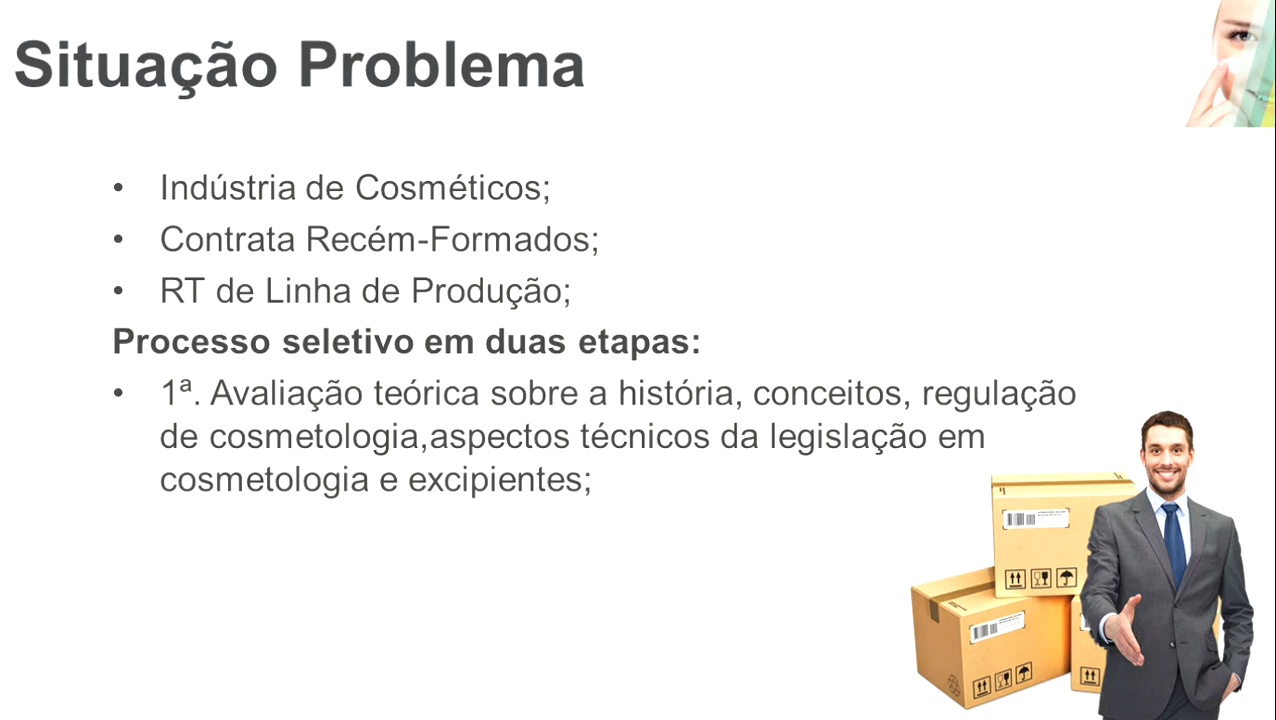 Situação Problema
• Indústria de Cosméticos;
• Contrata Recém-Formados;
• RT de Linha de Produção;
Processo seletivo em duas etapas:
• 1ª. Avaliação teórica sobre a história, conceitos, regulação
de cosmetologia,aspectos técnicos da legislação em
cosmetologia e excipientes;